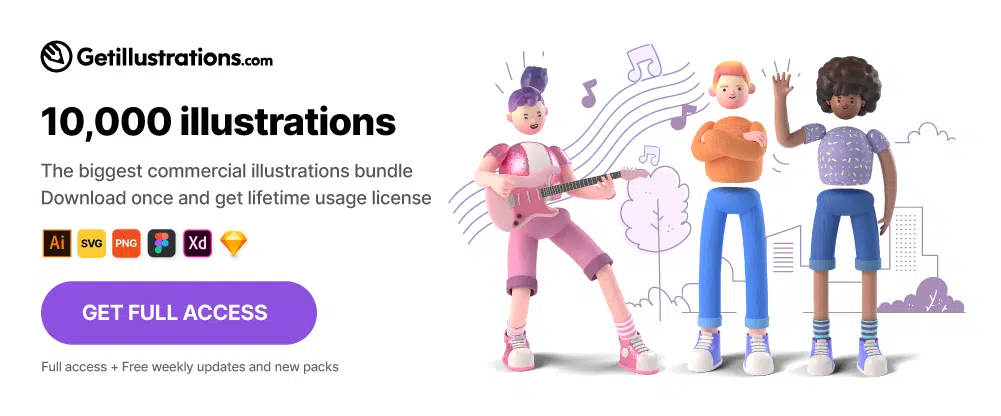 Getillustrations.com
10,000 illustrations
The biggest commercial illustrations bundle
Download once and get lifetime usage license
Ai SVG PNG Xd
GET FULL ACCESS
Full access + Free weekly updates and new packs